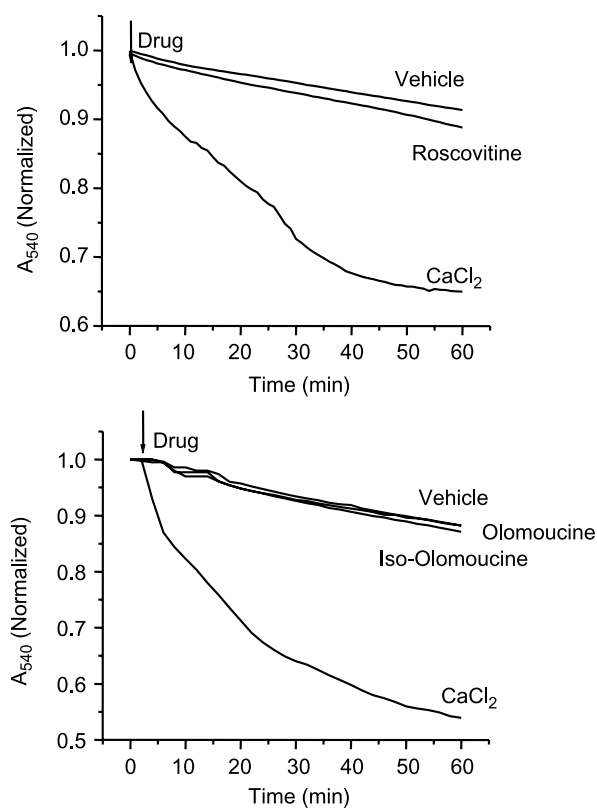 Drug
1.0
Vehicle
0.9
Roscovitine
0.8
A540 (Normalized)
0.7
CaCl2
0.6
0 10 20 30 40 50 60
Time (min)
Drug
1.0
Vehicle
0.9
Olomoucine
Iso-Olomoucine
0.8
A540 (Normalized)
0.7
0.6
CaCl2
0.5
0 10 20 30 40 50 60
Time (min)